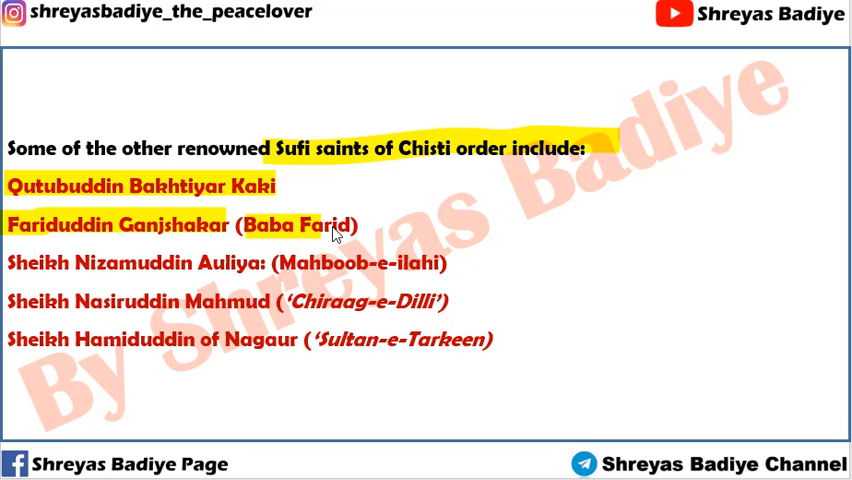 shreyasbadiye_the_peacelover
Shreyas Badiye
Some of the other renowned Sufi saints of Chisti order include:
Qutubuddin Bakhtiyar Kaki
Fariduddin Ganjshakar (Baba Farid)
Sheikh Nizamuddin Auliya: (Mahboob-e-ilahi)
Sheikh Nasiruddin Mahmud (‘Chiraag-e-Dilli’)
Sheikh Hamiduddin of Nagaur (‘Sultan-e-Tarkeen)
By Shreyas Badiye
Shreyas Badiye Page
Shreyas Badiye Channel